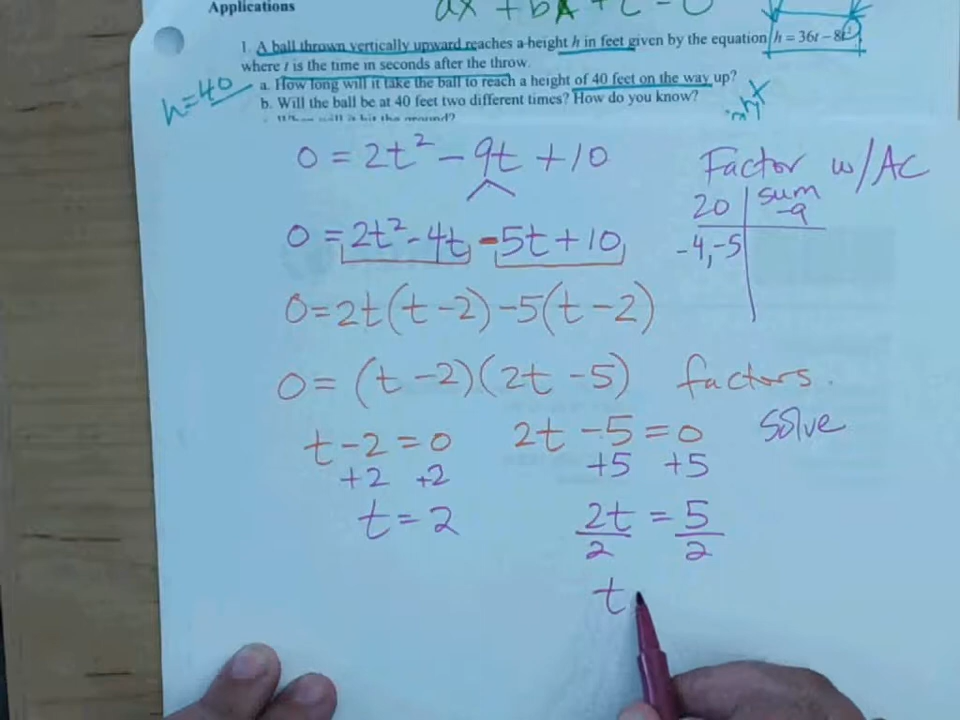 Applications
ax + bx + c = 0
1. A ball thrown vertically upward reaches a height h in feet given by the equation h = 36t − 8t²
where t is the time in seconds after the throw.
h=40
a. How long will it take the ball to reach a height of 40 feet on the way up?
b. Will the ball be at 40 feet two different times? How do you know?
0 = 2t² − 9t + 10
Factor w/AC
20 | sum −9
−4, −5
0 = 2t² − 4t − 5t + 10
0 = 2t(t − 2) − 5(t − 2)
0 = (t − 2)(2t − 5) factors.
t − 2 = 0 2t − 5 = 0 solve
+2 +2 +5 +5
t = 2 2t/2 = 5/2
t